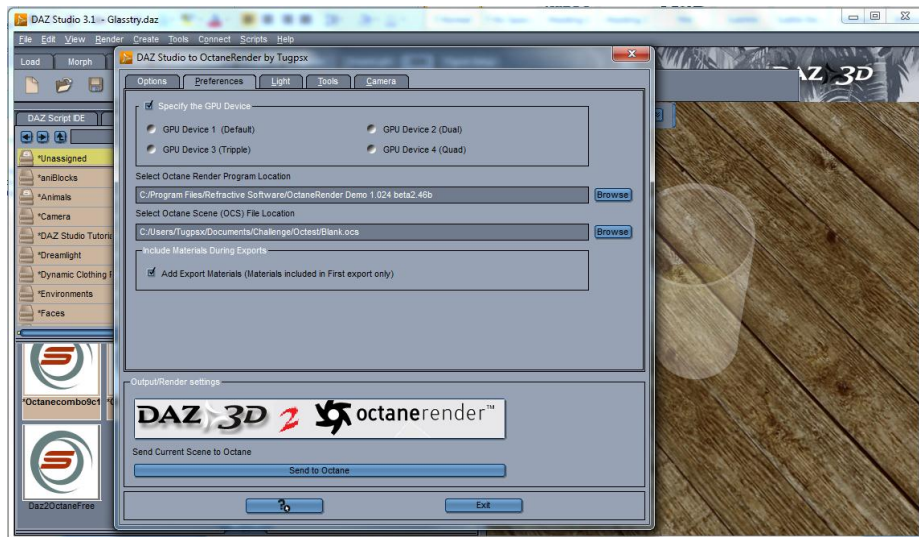 DAZ Studio 3.1 - Glasstry.daz
File Edit View Render Create Tools Connect Scripts Help
Load Morph
DAZ 3D
DAZ Studio to OctaneRender by Tugpsx
Options Preferences Light Tools Camera
DAZ Script IDE
Specify the GPU Device
GPU Device 1 (Default) GPU Device 2 (Dual)
GPU Device 3 (Tripple) GPU Device 4 (Quad)
*Unassigned
*aniBlocks
*Animals
*Camera
*DAZ Studio Tutoria
*Dreamlight
*Dynamic Clothing F
*Environments
*Faces
Select Octane Render Program Location
C:/Program Files/Refractive Software/OctaneRender Demo 1.024 beta2.46b Browse
Select Octane Scene (OCS) File Location
C:/Users/Tugpsx/Documents/Challenge/Octest/Blank.ocs Browse
Include Materials During Exports
Add Export Materials (Materials included in First export only)
*Octanecombo9c1
Daz2OctaneFree
Output/Render settings
DAZ 3D 2 octanerender™
Send Current Scene to Octane
Send to Octane
? Exit